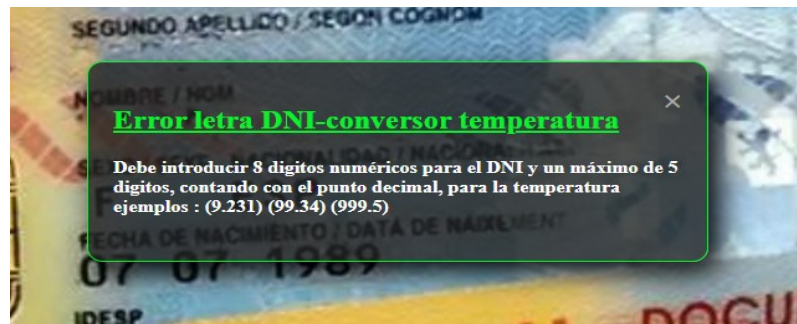 SEGUNDO APELLIDO / SEGON COGNOM
NOMBRE / NOM
×
Error letra DNI-conversor temperatura
Debe introducir 8 digitos numéricos para el DNI y un máximo de 5
digitos, contando con el punto decimal, para la temperatura
ejemplos : (9.231) (99.34) (999.5)
FECHA DE NACIMIENTO / DATA DE NAIXEMENT
07 07 1989
IDESP
DOCU